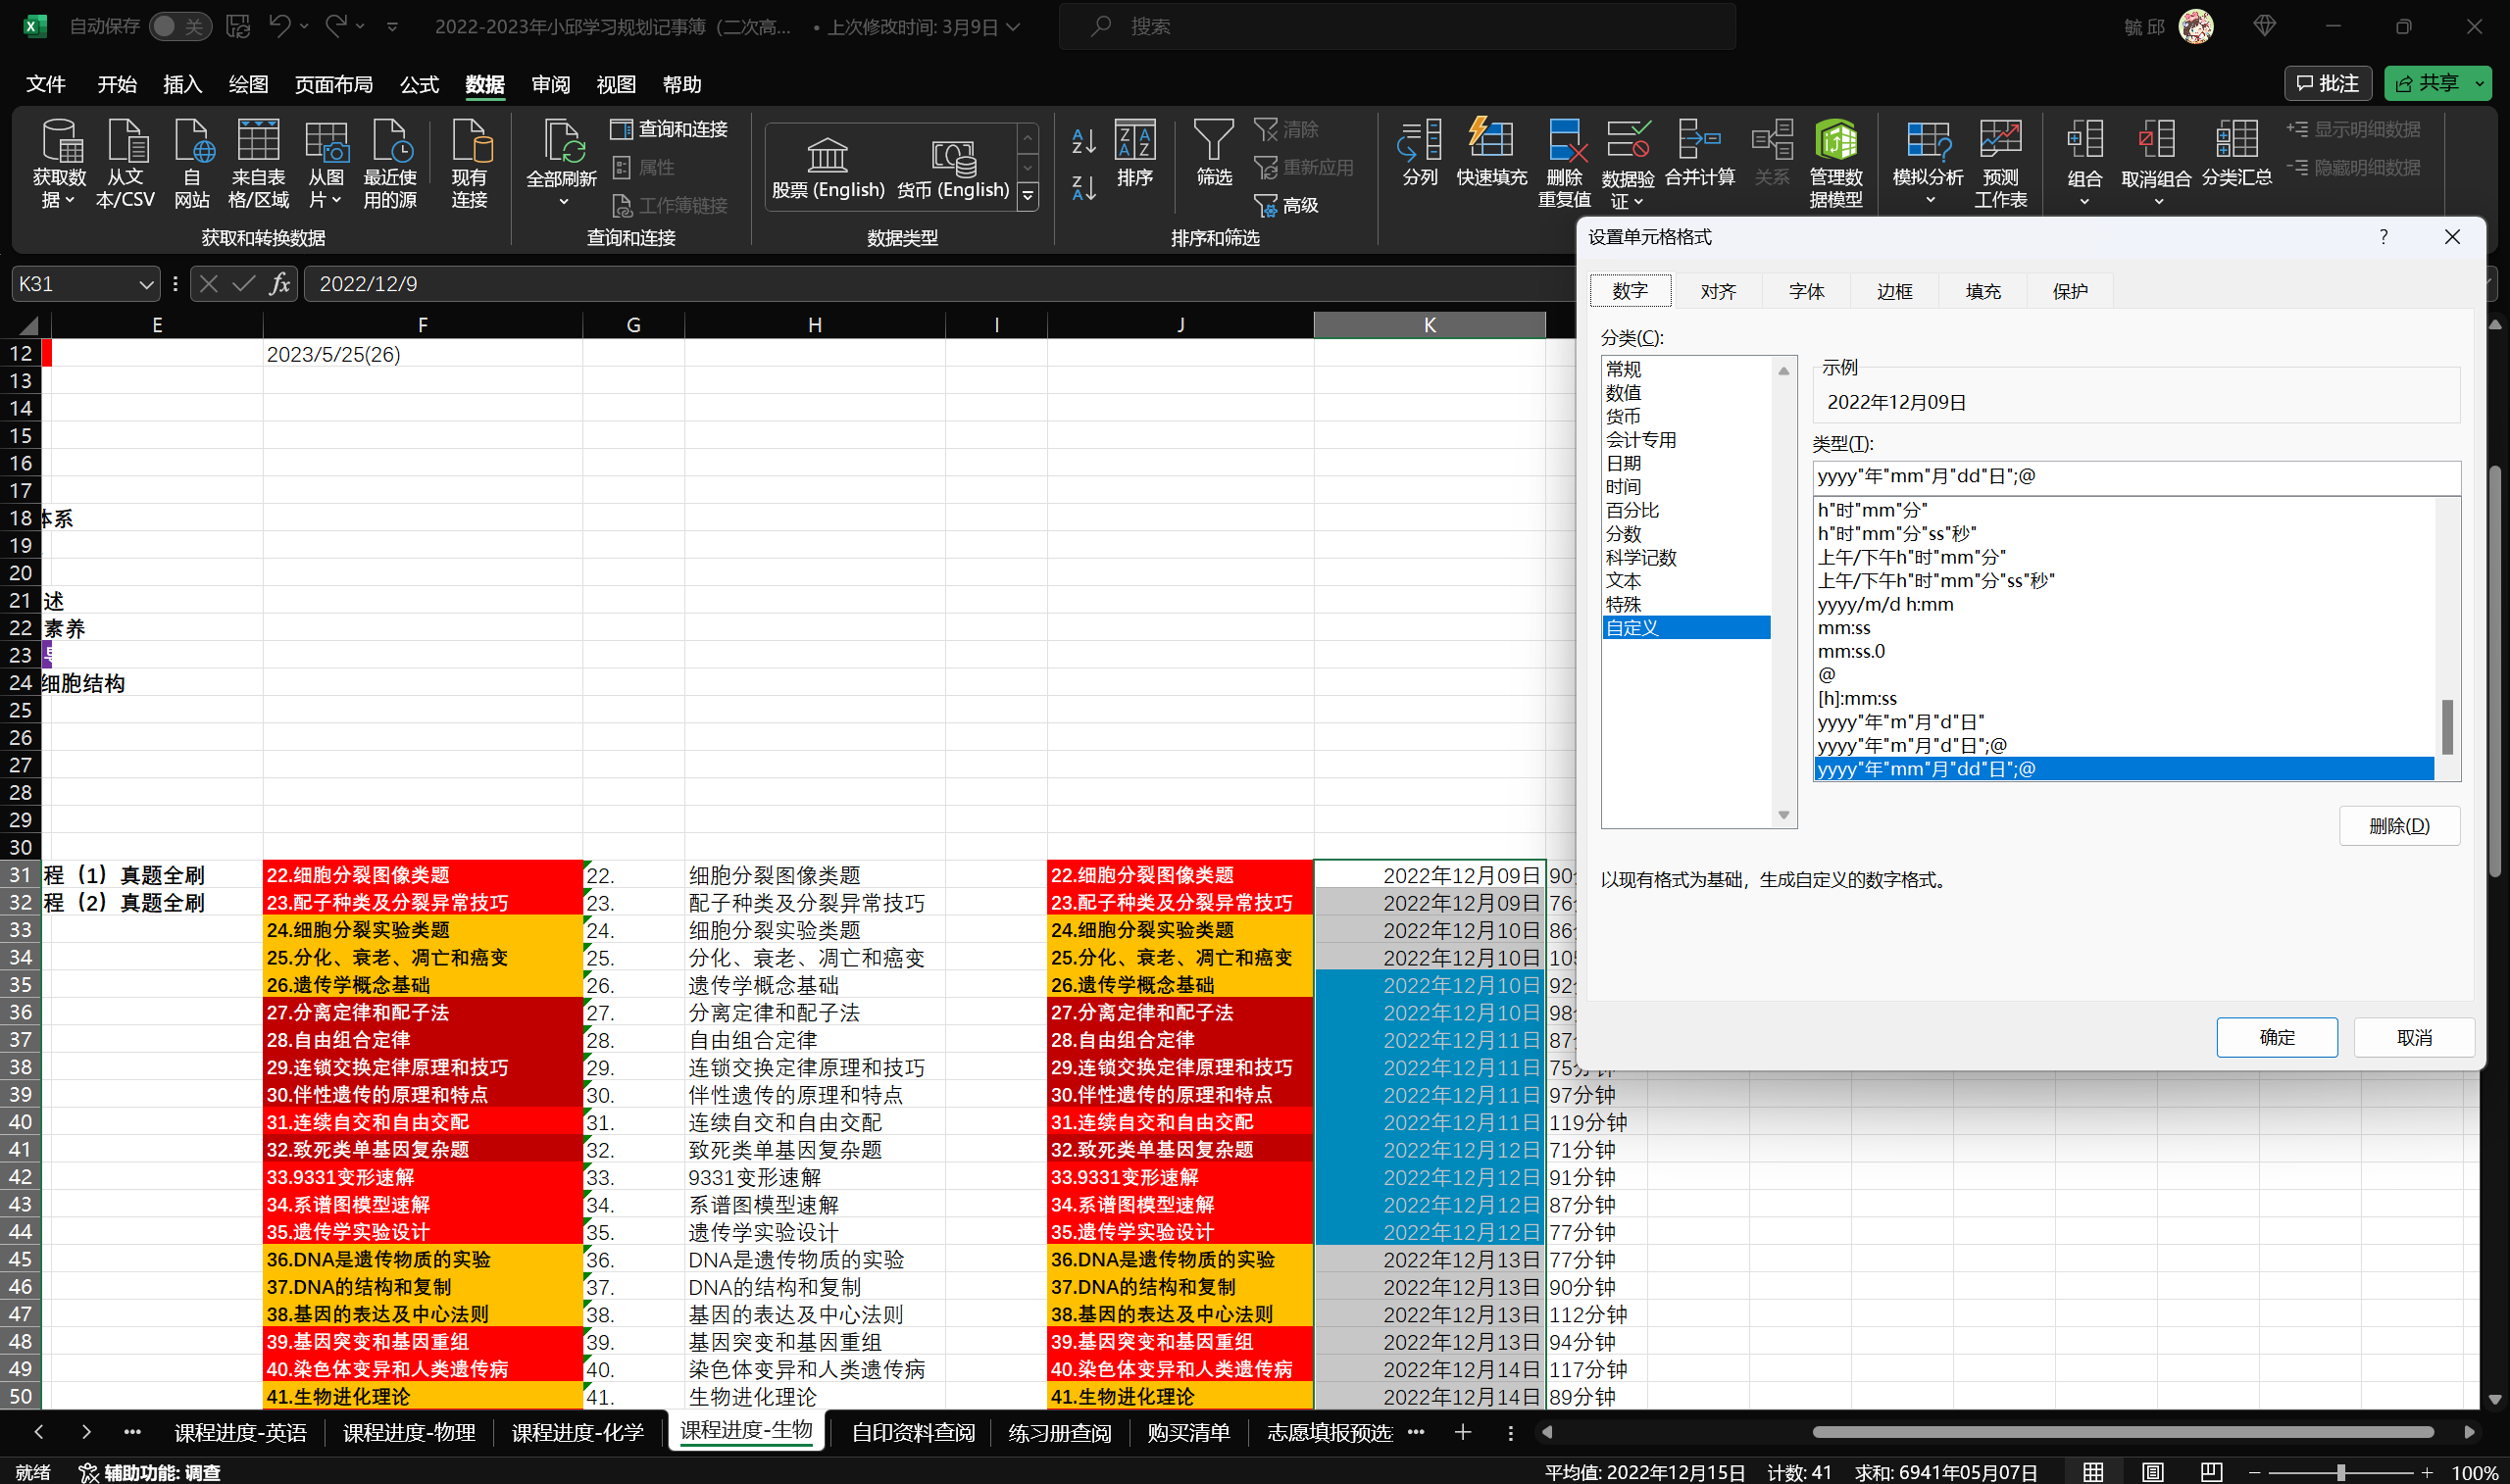 自动保存 关 2022-2023年小邱学习规划记事簿（二次高... • 上次修改时间: 3月9日 搜索 毓 邱
文件 开始 插入 绘图 页面布局 公式 数据 审阅 视图 帮助 批注 共享
获取数据 从文本/CSV 自网站 来自表格/区域 从图片 最近使用的源 现有连接
获取和转换数据
全部刷新 查询和连接 属性 工作簿链接
查询和连接
股票 (English) 货币 (English)
数据类型
排序 筛选 清除 重新应用 高级
排序和筛选
分列 快速填充 删除重复值 数据验证 合并计算 关系 管理数据模型
模拟分析 预测工作表
组合 取消组合 分类汇总 显示明细数据 隐藏明细数据
K31 fx 2022/12/9
E F G H I J K
12 2023/5/25(26)
13
14
15
16
17
18 体系
19
20
21 述
22 素养
23
24 细胞结构
25
26
27
28
29
30
31 程（1）真题全刷 22.细胞分裂图像类题 22. 细胞分裂图像类题 22.细胞分裂图像类题 2022年12月09日
32 程（2）真题全刷 23.配子种类及分裂异常技巧 23. 配子种类及分裂异常技巧 23.配子种类及分裂异常技巧 2022年12月09日
33 24.细胞分裂实验类题 24. 细胞分裂实验类题 24.细胞分裂实验类题 2022年12月10日
34 25.分化、衰老、凋亡和癌变 25. 分化、衰老、凋亡和癌变 25.分化、衰老、凋亡和癌变 2022年12月10日
35 26.遗传学概念基础 26. 遗传学概念基础 26.遗传学概念基础 2022年12月10日
36 27.分离定律和配子法 27. 分离定律和配子法 27.分离定律和配子法 2022年12月10日
37 28.自由组合定律 28. 自由组合定律 28.自由组合定律 2022年12月11日
38 29.连锁交换定律原理和技巧 29. 连锁交换定律原理和技巧 29.连锁交换定律原理和技巧 2022年12月11日 75分钟
39 30.伴性遗传的原理和特点 30. 伴性遗传的原理和特点 30.伴性遗传的原理和特点 2022年12月11日 97分钟
40 31.连续自交和自由交配 31. 连续自交和自由交配 31.连续自交和自由交配 2022年12月11日 119分钟
41 32.致死类单基因复杂题 32. 致死类单基因复杂题 32.致死类单基因复杂题 2022年12月12日 71分钟
42 33.9331变形速解 33. 9331变形速解 33.9331变形速解 2022年12月12日 91分钟
43 34.系谱图模型速解 34. 系谱图模型速解 34.系谱图模型速解 2022年12月12日 87分钟
44 35.遗传学实验设计 35. 遗传学实验设计 35.遗传学实验设计 2022年12月12日 77分钟
45 36.DNA是遗传物质的实验 36. DNA是遗传物质的实验 36.DNA是遗传物质的实验 2022年12月13日 77分钟
46 37.DNA的结构和复制 37. DNA的结构和复制 37.DNA的结构和复制 2022年12月13日 90分钟
47 38.基因的表达及中心法则 38. 基因的表达及中心法则 38.基因的表达及中心法则 2022年12月13日 112分钟
48 39.基因突变和基因重组 39. 基因突变和基因重组 39.基因突变和基因重组 2022年12月13日 94分钟
49 40.染色体变异和人类遗传病 40. 染色体变异和人类遗传病 40.染色体变异和人类遗传病 2022年12月14日 117分钟
50 41.生物进化理论 41. 生物进化理论 41.生物进化理论 2022年12月14日 89分钟
设置单元格格式 ?
数字 对齐 字体 边框 填充 保护
分类(C):
常规
数值
货币
会计专用
日期
时间
百分比
分数
科学记数
文本
特殊
自定义
示例
2022年12月09日
类型(T):
yyyy"年"mm"月"dd"日";@
h"时"mm"分"
h"时"mm"分"ss"秒"
上午/下午h"时"mm"分"
上午/下午h"时"mm"分"ss"秒"
yyyy/m/d h:mm
mm:ss
mm:ss.0
@
[h]:mm:ss
yyyy"年"m"月"d"日"
yyyy"年"m"月"d"日";@
yyyy"年"mm"月"dd"日";@
删除(D)
以现有格式为基础，生成自定义的数字格式。
确定 取消
课程进度-英语 课程进度-物理 课程进度-化学 课程进度-生物 自印资料查阅 练习册查阅 购买清单 志愿填报预选
就绪 辅助功能: 调查 平均值: 2022年12月15日 计数: 41 求和: 6941年05月07日 100%